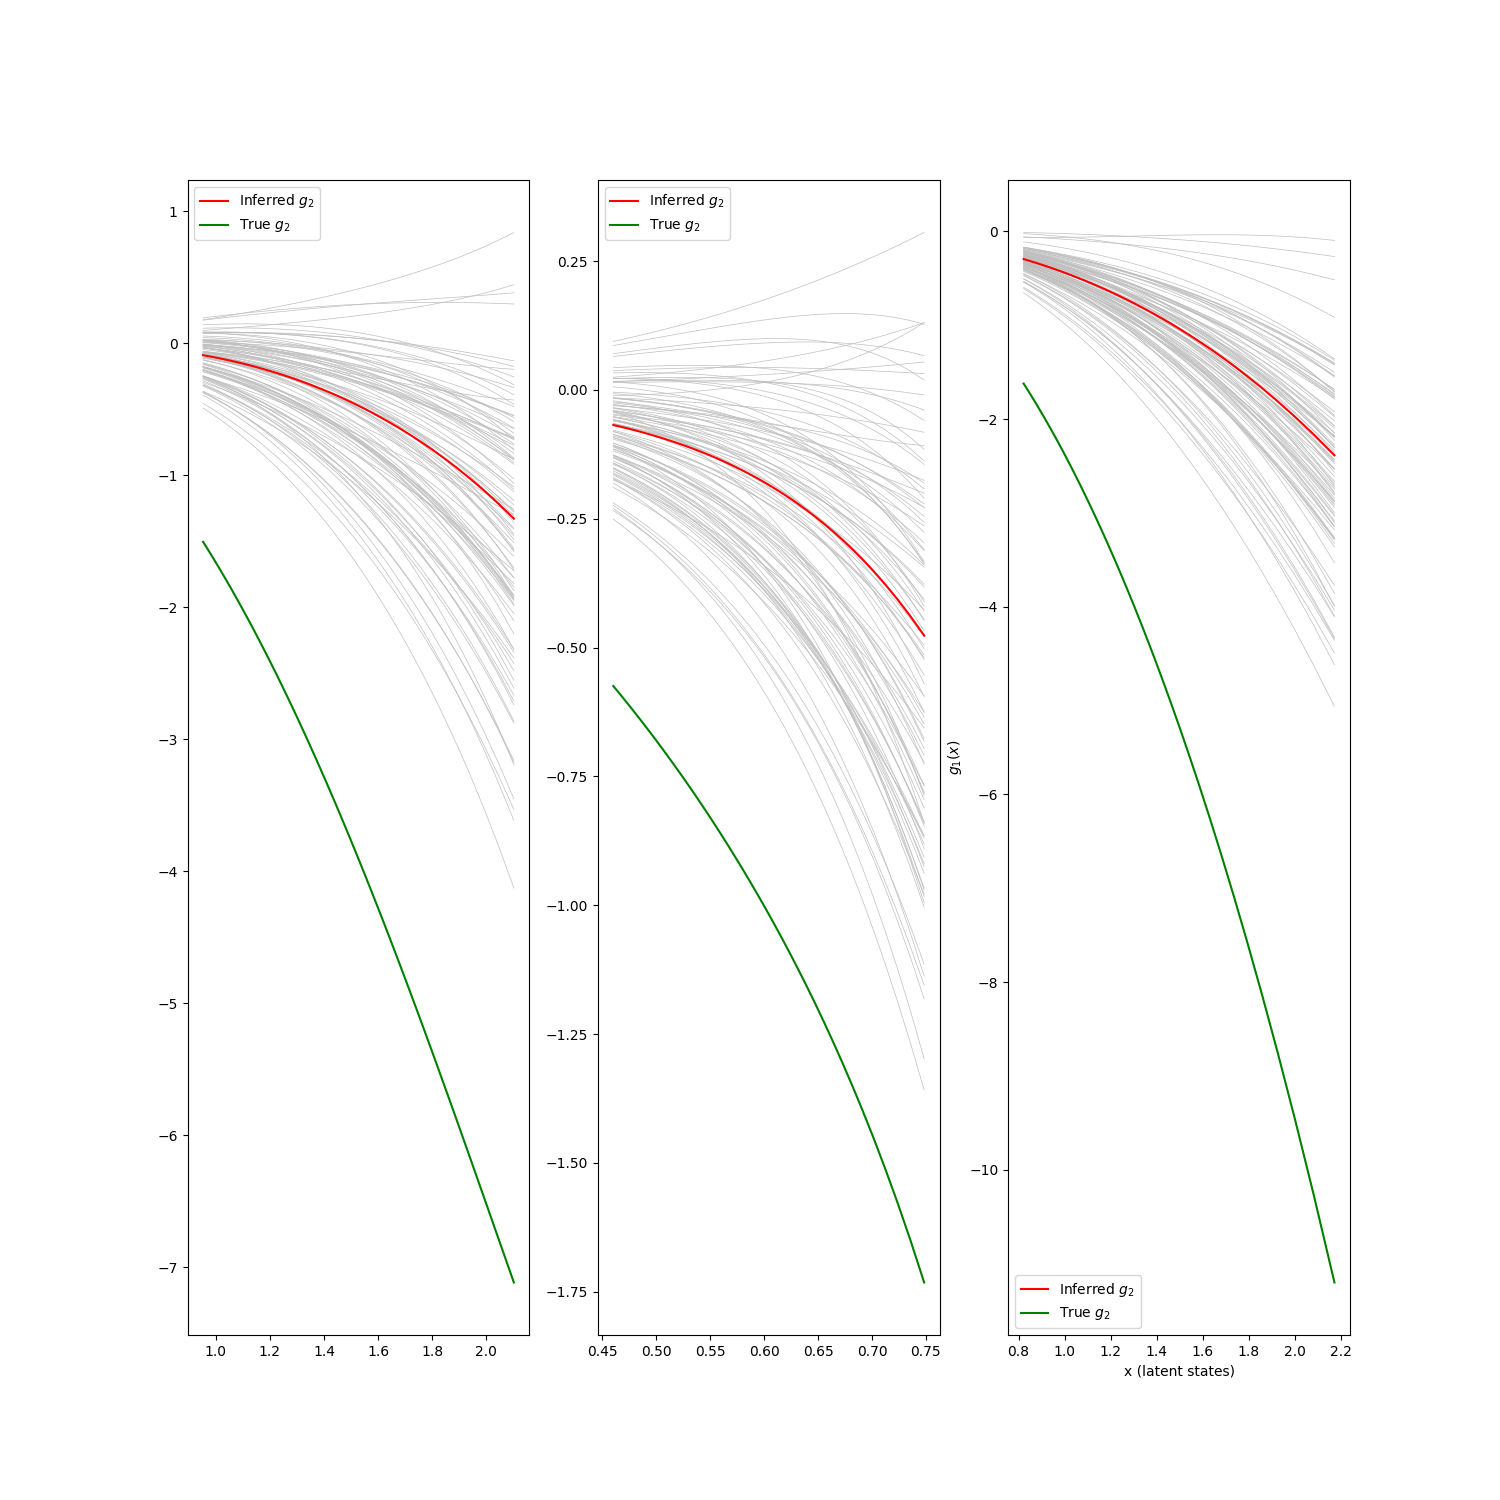 Inferred g₂
True g₂
1
0
−1
−2
−3
−4
−5
−6
−7
1.0 1.2 1.4 1.6 1.8 2.0
Inferred g₂
True g₂
0.25
0.00
−0.25
−0.50
−0.75
−1.00
−1.25
−1.50
−1.75
0.45 0.50 0.55 0.60 0.65 0.70 0.75
g₁(x)
0
−2
−4
−6
−8
−10
Inferred g₂
True g₂
0.8 1.0 1.2 1.4 1.6 1.8 2.0 2.2
x (latent states)